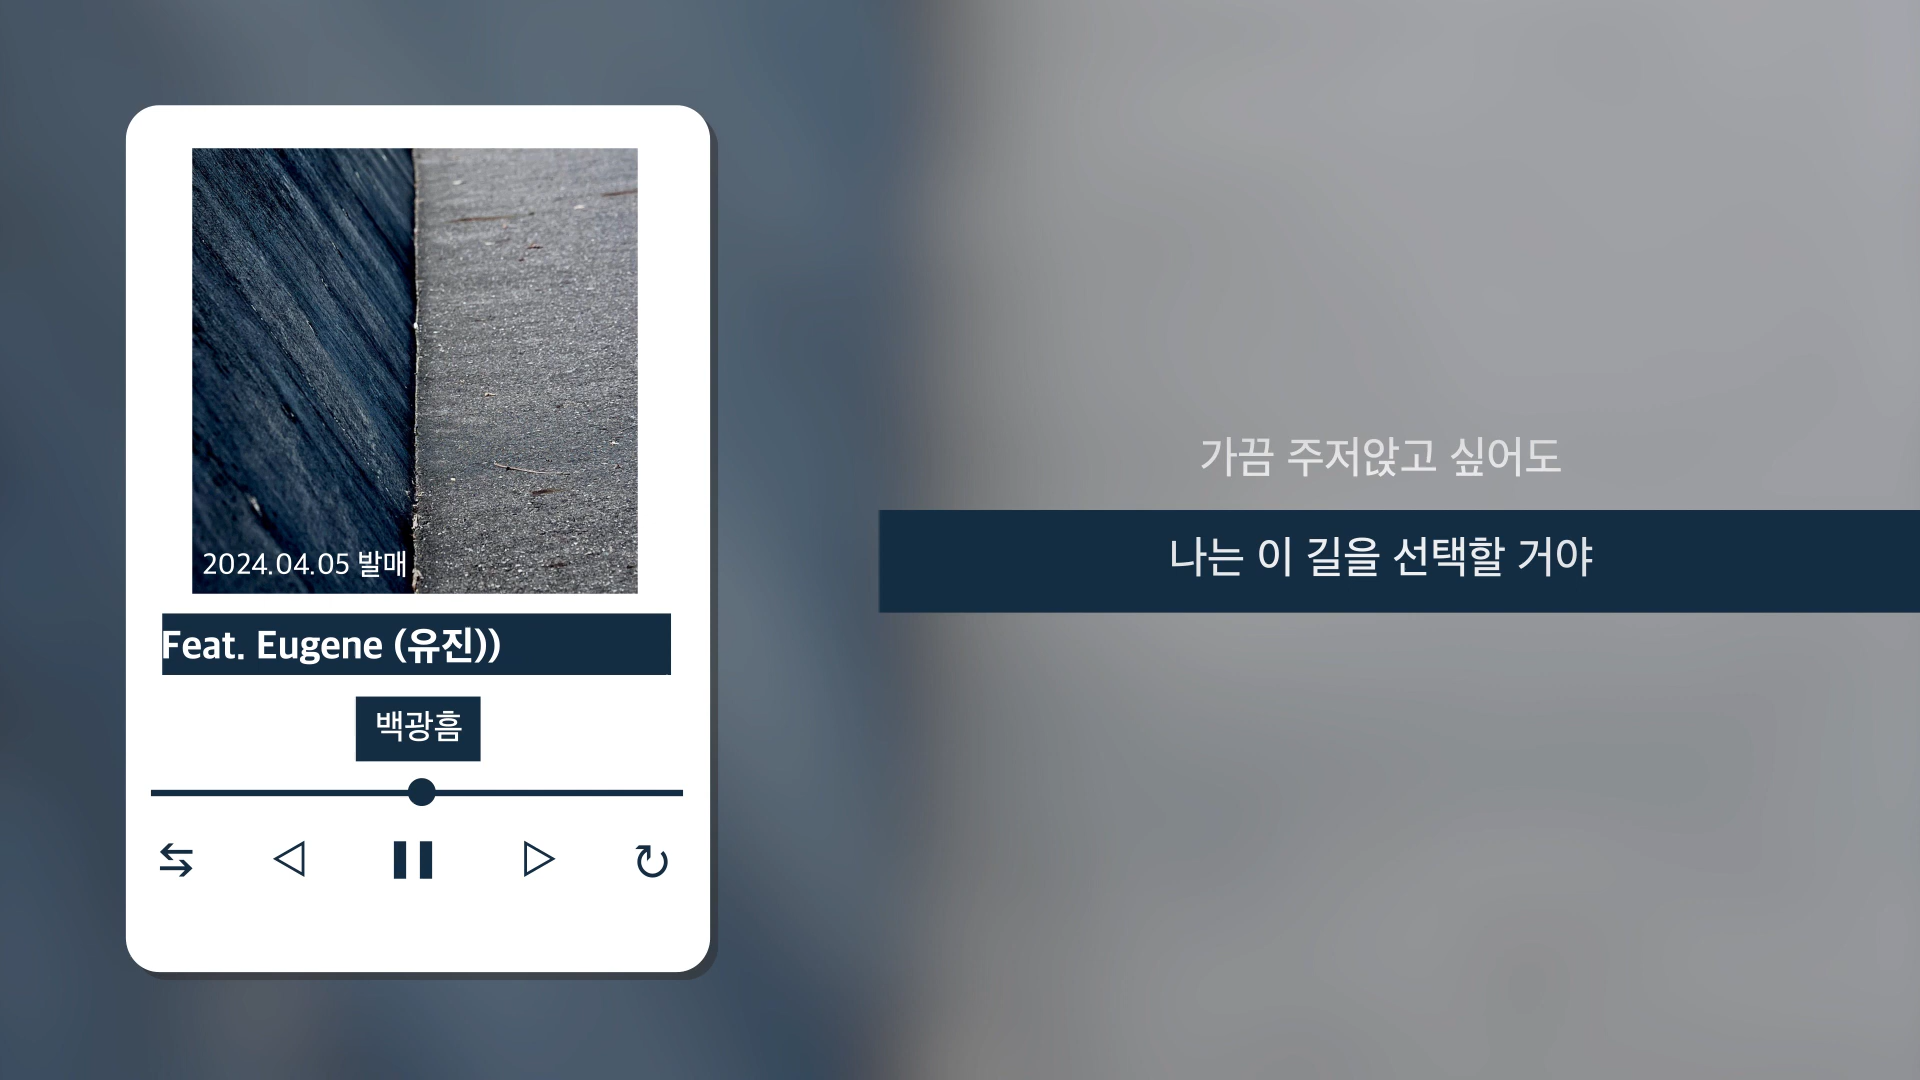 2024.04.05 발매
Feat. Eugene (유진))
백광흠
가끔 주저앉고 싶어도
나는 이 길을 선택할 거야